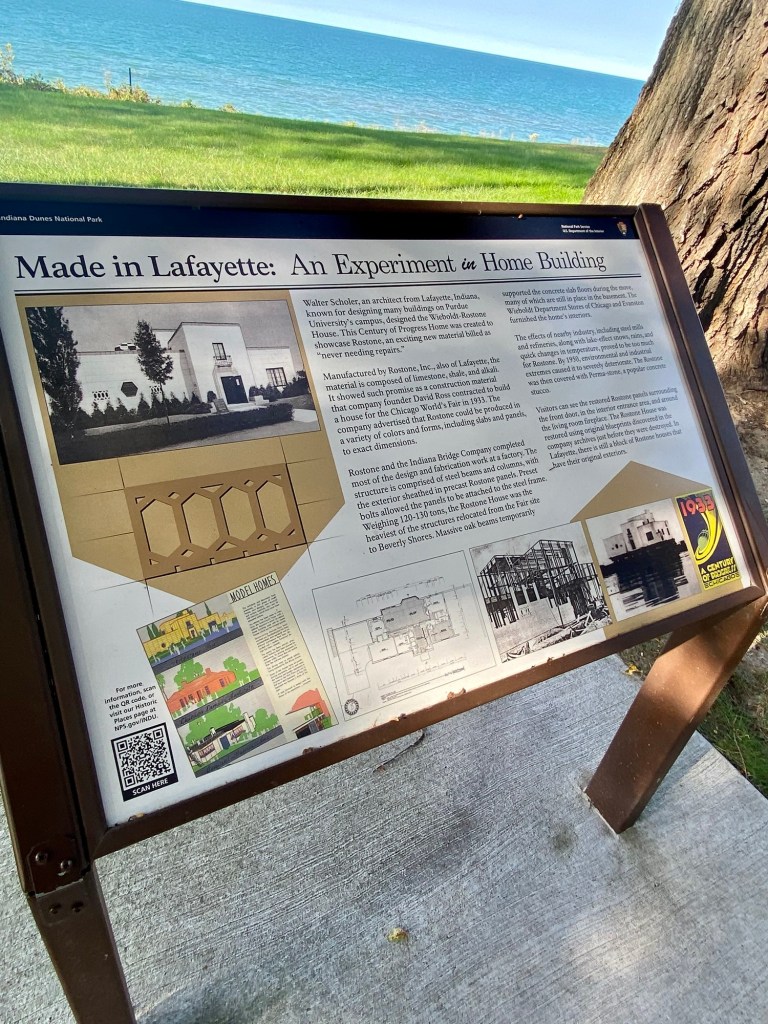 Indiana Dunes National Park
National Park Service
U.S. Department of the Interior
Made in Lafayette: An Experiment in Home Building
Walter Scholer, an architect from Lafayette, Indiana,
known for designing many buildings on Purdue
University's campus, designed the Wieboldt-Rostone
House. This Century of Progress Home was created to
showcase Rostone, an exciting new material billed as
"never needing repairs."
Manufactured by Rostone, Inc., also of Lafayette, the
material is composed of limestone, shale, and alkali.
It showed such promise as a construction material
that company founder David Ross contracted to build
a house for the Chicago World's Fair in 1933. The
company advertised that Rostone could be produced in
a variety of colors and forms, including slabs and panels,
to exact dimensions.
Rostone and the Indiana Bridge Company completed
most of the design and fabrication work at a factory. The
structure is comprised of steel beams and columns, with
the exterior sheathed in precast Rostone panels. Preset
bolts allowed the panels to be attached to the steel frame.
Weighing 120-130 tons, the Rostone House was the
heaviest of the structures relocated from the Fair site
to Beverly Shores. Massive oak beams temporarily
supported the concrete slab floors during the move,
many of which are still in place in the basement. The
Wieboldt Department Stores of Chicago and Evanston
furnished the home's interiors.
The effects of nearby industry, including steel mills
and refineries, along with lake-effect snows, rains, and
quick changes in temperature, proved to be too much
for Rostone. By 1950, environmental and industrial
extremes caused it to severely deteriorate. The Rostone
was then covered with Perma-stone, a popular concrete
stucco.
Visitors can see the restored Rostone panels surrounding
the front door, in the interior entrance area, and around
the living room fireplace. The Rostone House was
restored using original blueprints discovered in the
company archives just before they were destroyed. In
Lafayette, there is still a block of Rostone houses that
have their original exteriors.
MODEL HOMES
1933
A CENTURY
OF PROGRESS
CHICAGO
For more
information, scan
the QR code, or
visit our Historic
Places page at
NPS.gov/INDU.
SCAN HERE